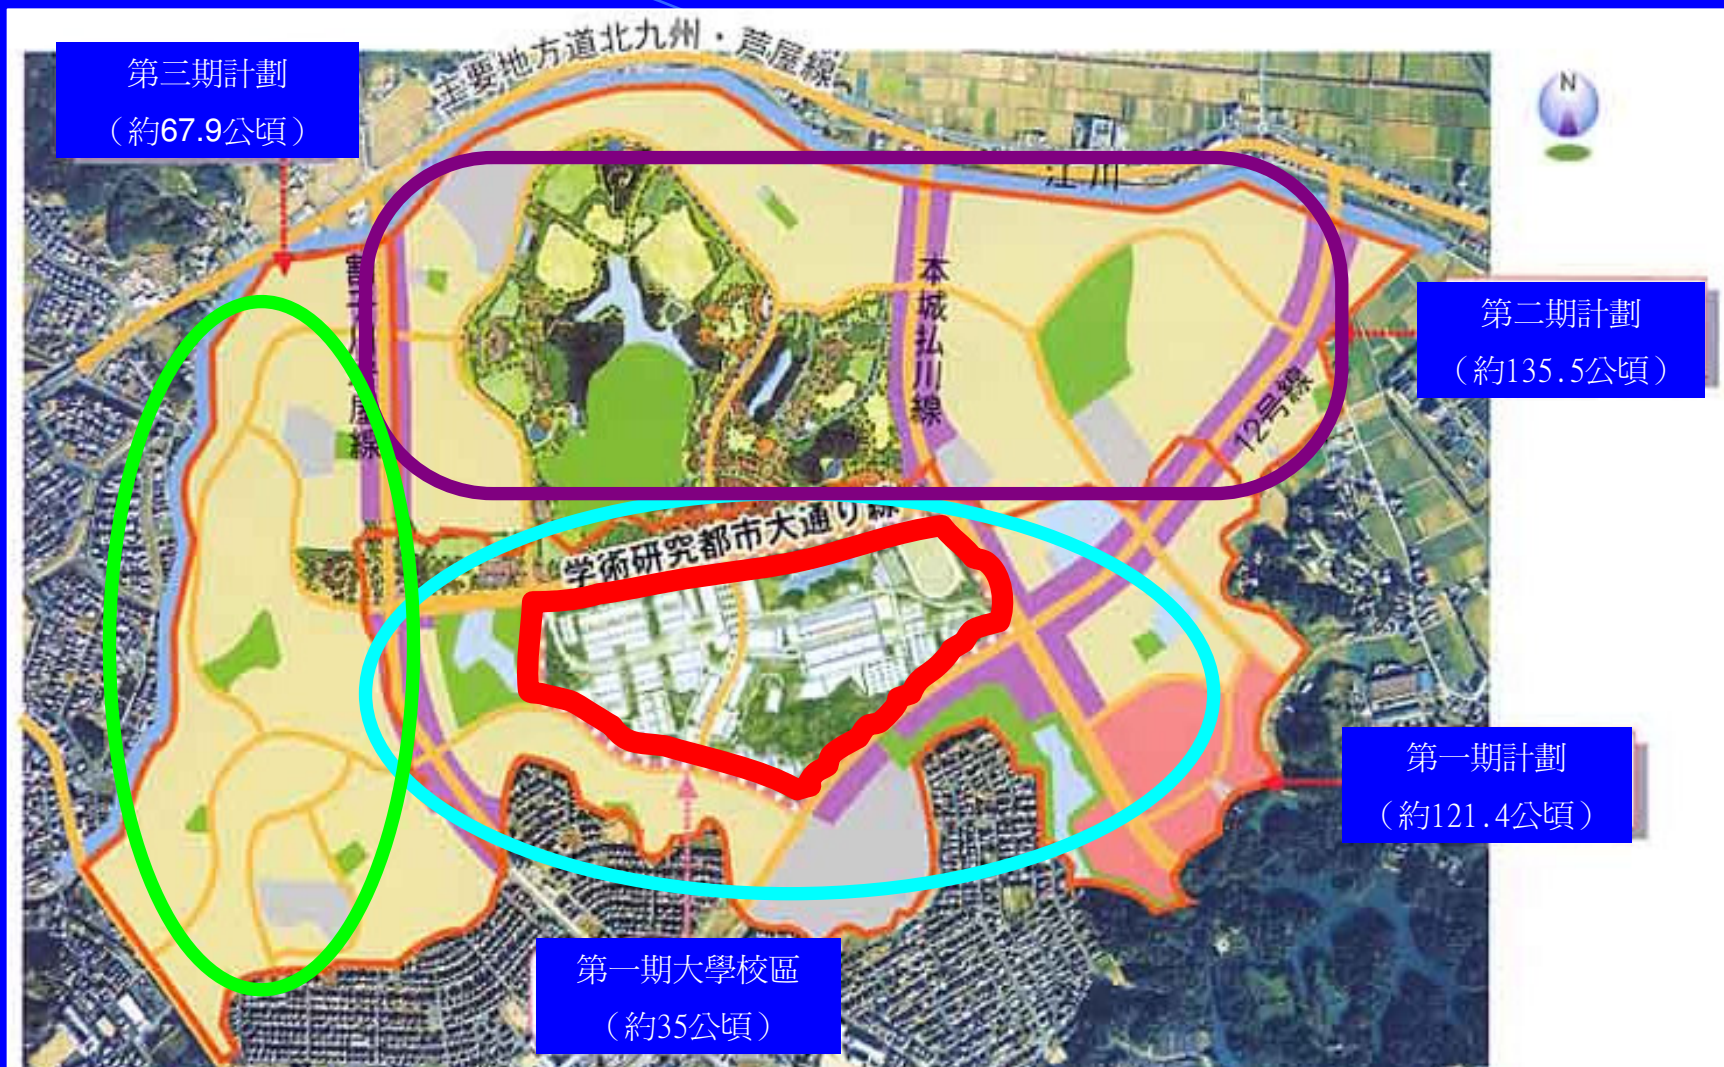 主要地方道北九州・芦屋線
N
第三期計劃
（約67.9公頃）
江川
本城払川線
第二期計劃
（約135.5公頃）
12号線
学術研究都市大通り線
第一期計劃
（約121.4公頃）
第一期大學校區
（約35公頃）